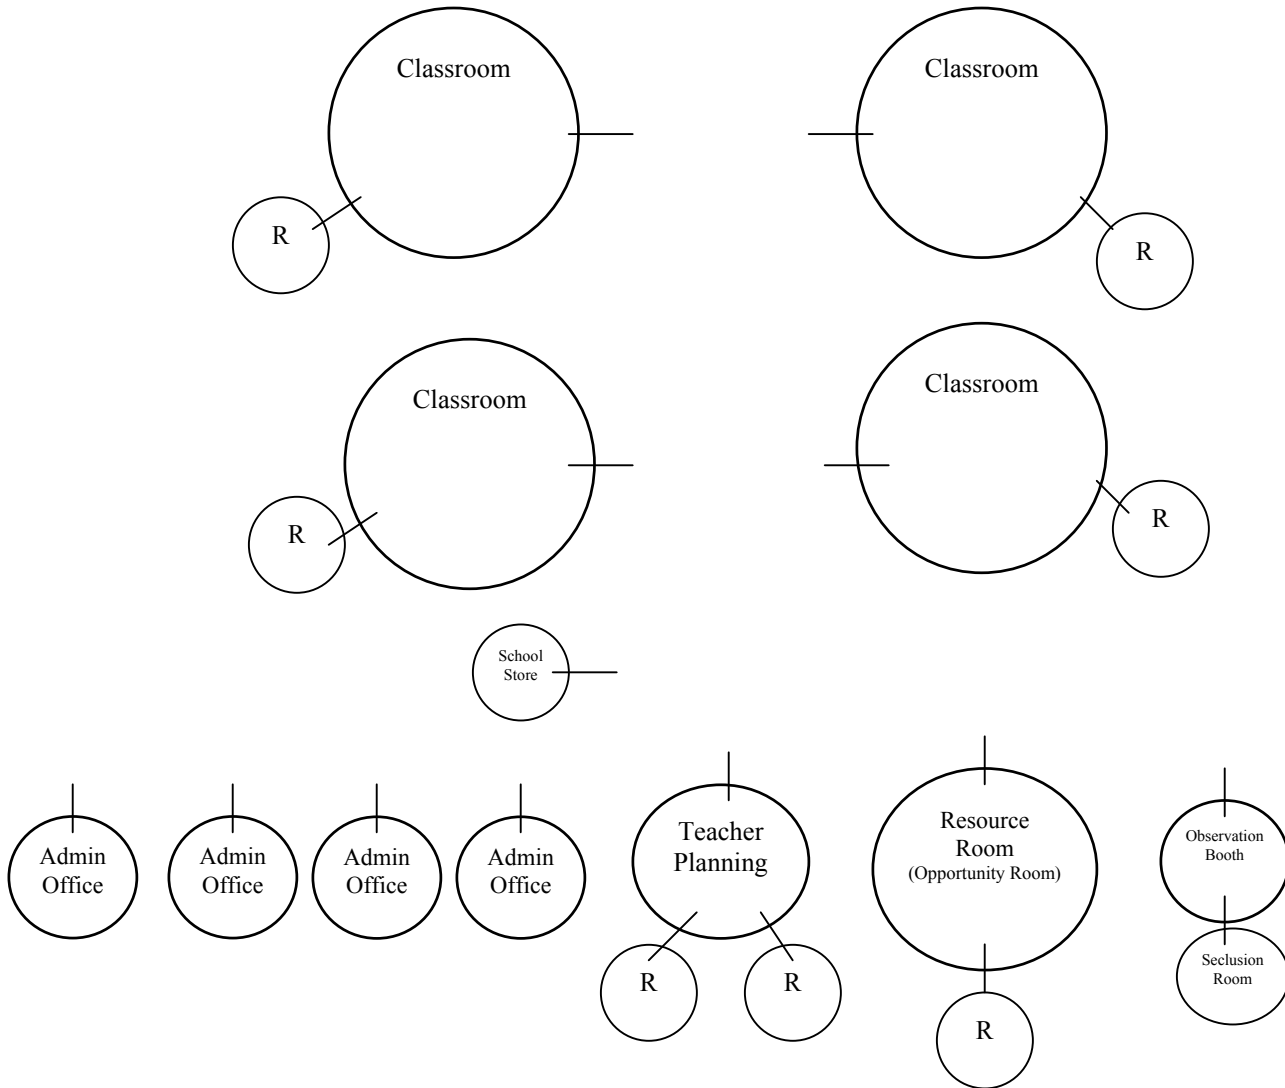 Classroom
Classroom
R
R
Classroom
Classroom
R
R
School
Store
Admin
Office
Admin
Office
Admin
Office
Admin
Office
Teacher
Planning
Resource
Room
(Opportunity Room)
Observation
Booth
R
R
R
Seclusion
Room